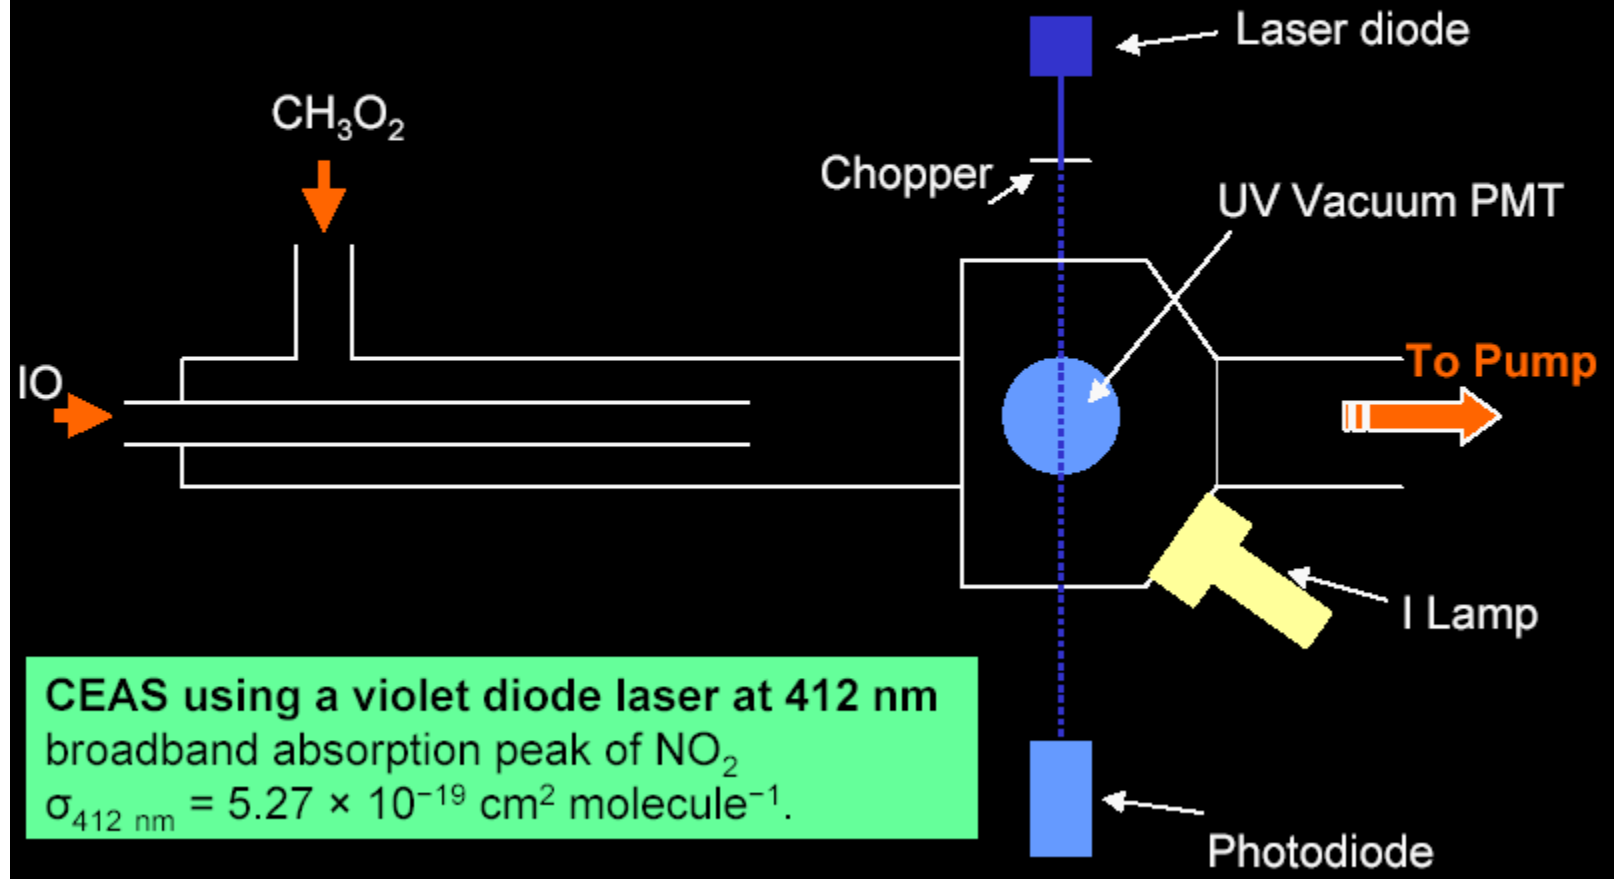 Laser diode
CH₃O₂
Chopper
UV Vacuum PMT
IO
To Pump
I Lamp
CEAS using a violet diode laser at 412 nm
broadband absorption peak of NO₂
σ₄₁₂ ₙₘ = 5.27 × 10⁻¹⁹ cm² molecule⁻¹.
Photodiode